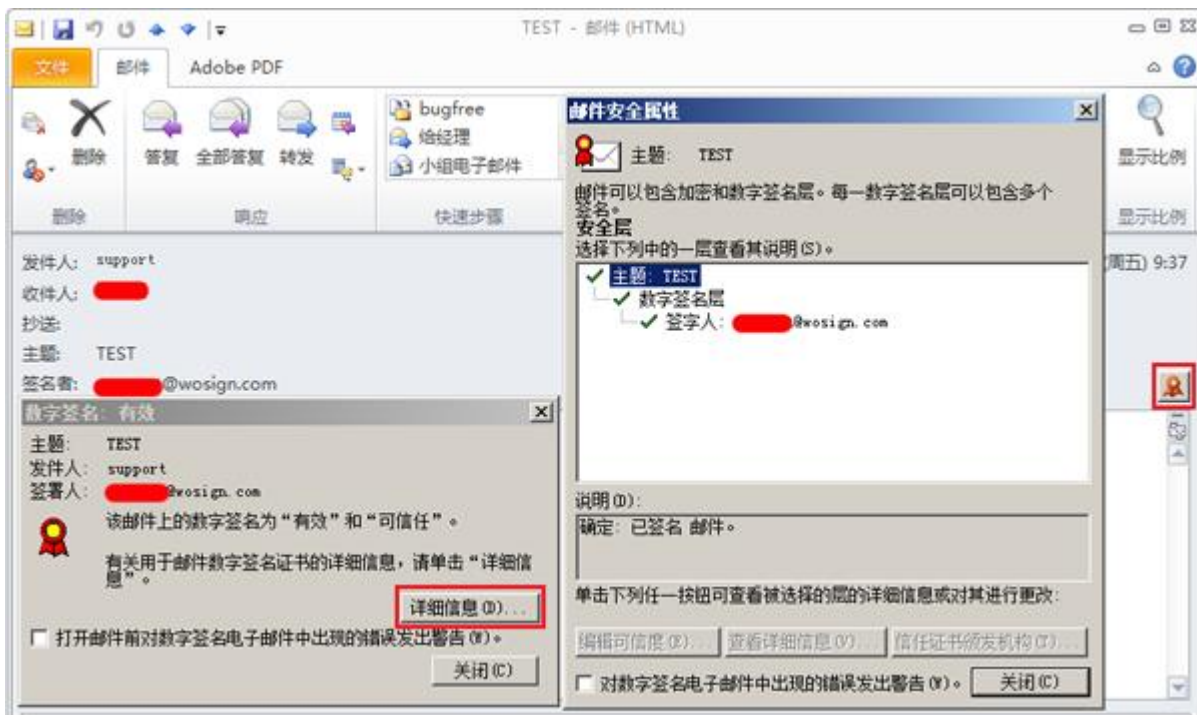 TEST - 邮件 (HTML)
文件 邮件 Adobe PDF
删除
答复 全部答复 转发
bugfree
给经理
小组电子邮件
显示比例
删除 响应 快速步骤 显示比例
发件人: support
周五) 9:37
收件人:
抄送:
主题: TEST
签名者: @wosign.com
数字签名: 有效
主题: TEST
发件人: support
签署人: @wosign.com
该邮件上的数字签名为“有效”和“可信任”。
有关用于邮件数字签名证书的详细信息，请单击“详细信
息”。
详细信息(D)...
打开邮件前对数字签名电子邮件中出现的错误发出警告(W)。
关闭(C)
邮件安全属性
主题: TEST
邮件可以包含加密和数字签名层。每一数字签名层可以包含多个
签名。
安全层
选择下列中的一层查看其说明(S)。
主题: TEST
数字签名层
签字人: @wosign.com
说明(D):
确定: 已签名 邮件。
单击下列任一按钮可查看被选择的层的详细信息或对其进行更改:
编辑可信度(E)... 查看详细信息(V)... 信任证书颁发机构(T)...
对数字签名电子邮件中出现的错误发出警告(W)。 关闭(C)